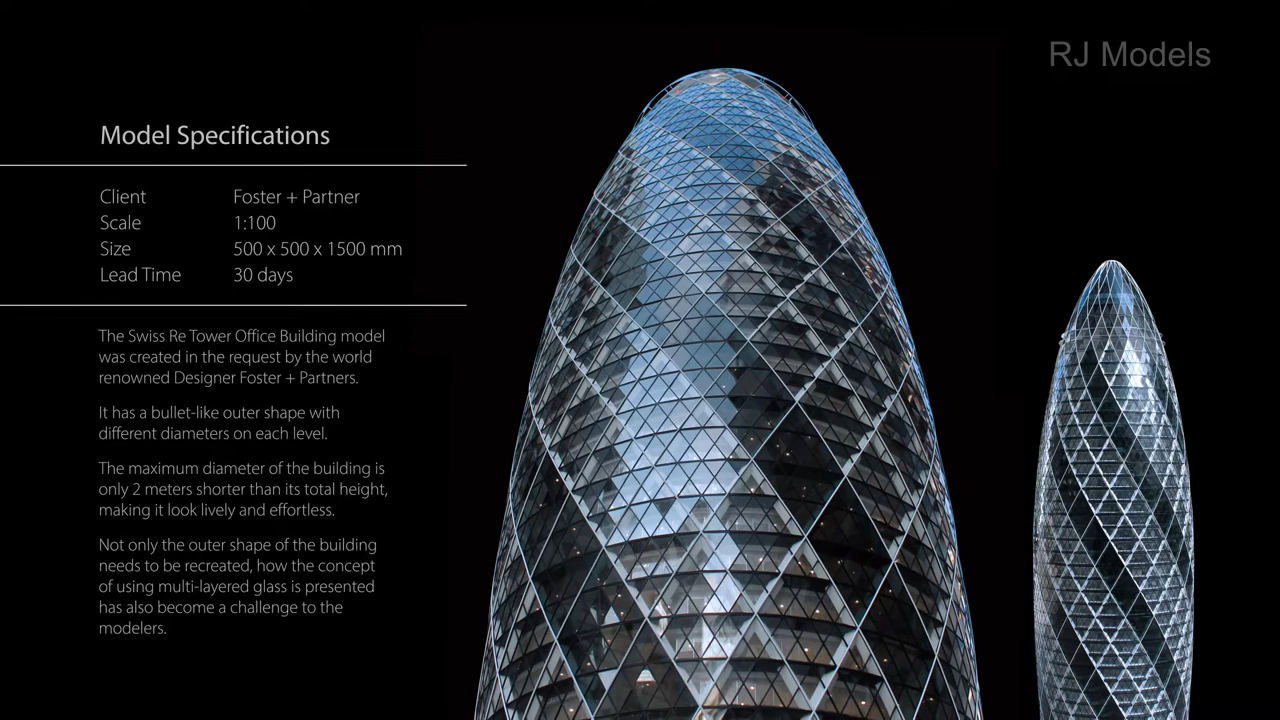 RJ Models
Model Specifications
Client Foster + Partner
Scale 1:100
Size 500 x 500 x 1500 mm
Lead Time 30 days
The Swiss Re Tower Office Building model
was created in the request by the world
renowned Designer Foster + Partners.
It has a bullet-like outer shape with
different diameters on each level.
The maximum diameter of the building is
only 2 meters shorter than its total height,
making it look lively and effortless.
Not only the outer shape of the building
needs to be recreated, how the concept
of using multi-layered glass is presented
has also become a challenge to the
modelers.